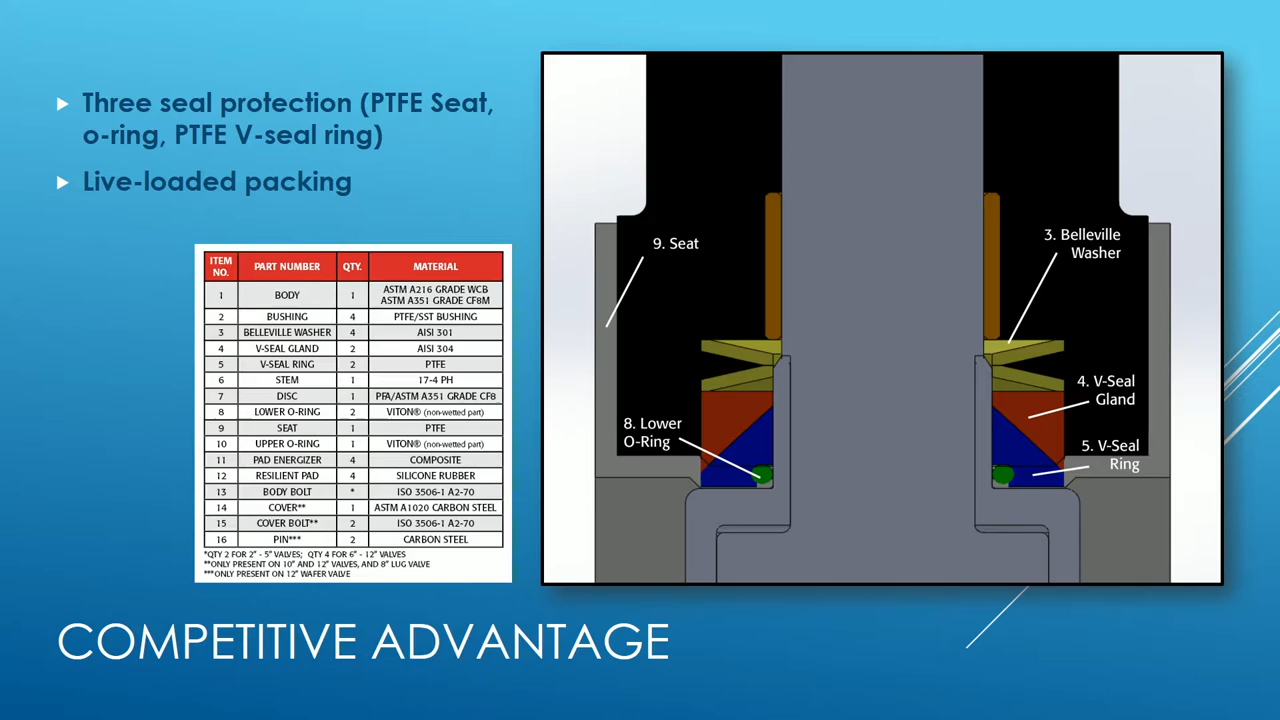 Three seal protection (PTFE Seat,
o-ring, PTFE V-seal ring)
Live-loaded packing
ITEM NO. PART NUMBER QTY. MATERIAL
1 BODY 1 ASTM A216 GRADE WCB
ASTM A351 GRADE CF8M
2 BUSHING 4 PTFE/SST BUSHING
3 BELLEVILLE WASHER 4 AISI 301
4 V-SEAL GLAND 2 AISI 304
5 V-SEAL RING 2 PTFE
6 STEM 1 17-4 PH
7 DISC 1 PFA/ASTM A351 GRADE CF8
8 LOWER O-RING 2 VITON® (non-wetted part)
9 SEAT 1 PTFE
10 UPPER O-RING 1 VITON® (non-wetted part)
11 PAD ENERGIZER 4 COMPOSITE
12 RESILIENT PAD 4 SILICONE RUBBER
13 BODY BOLT * ISO 3506-1 A2-70
14 COVER** 1 ASTM A1020 CARBON STEEL
15 COVER BOLT** 2 ISO 3506-1 A2-70
16 PIN*** 2 CARBON STEEL
*QTY 2 FOR 2" - 5" VALVES; QTY 4 FOR 6" - 12" VALVES
**ONLY PRESENT ON 10" AND 12" VALVES, AND 8" LUG VALVE
***ONLY PRESENT ON 12" WAFER VALVE
9. Seat
3. Belleville
Washer
4. V-Seal
Gland
8. Lower
O-Ring
5. V-Seal
Ring
COMPETITIVE ADVANTAGE